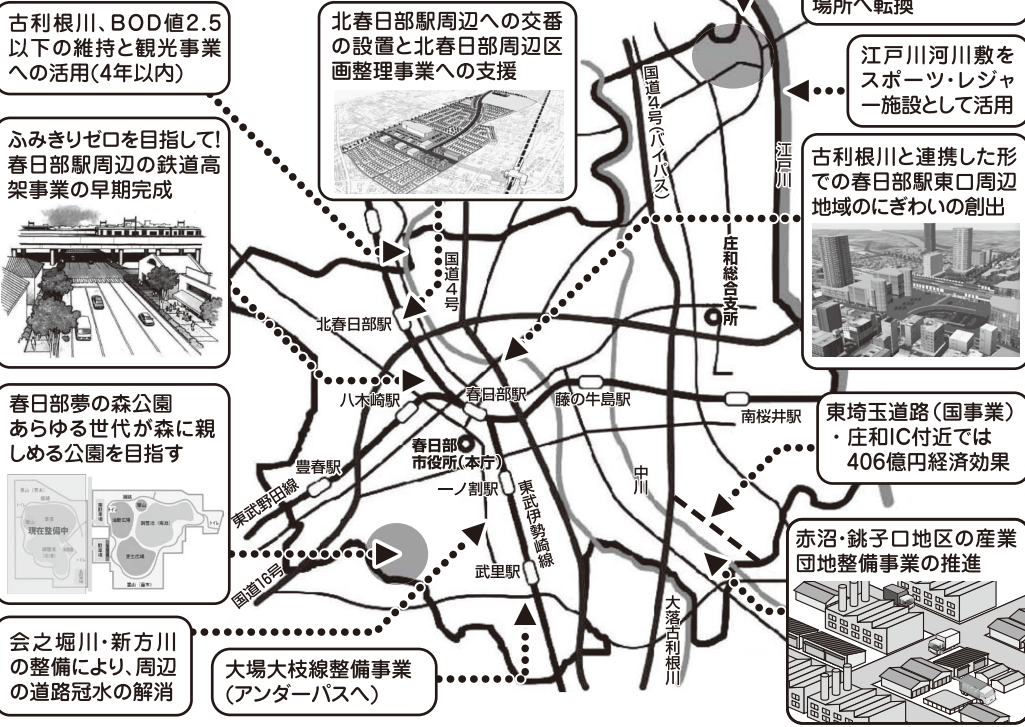 古利根川、BOD値2.5
以下の維持と観光事業
への活用(4年以内)
北春日部駅周辺への交番
の設置と北春日部周辺区
画整理事業への支援
場所へ転換
江戸川河川敷を
スポーツ・レジャ
ー施設として活用
ふみきりゼロを目指して!
春日部駅周辺の鉄道高
架事業の早期完成
古利根川と連携した形
での春日部駅東口周辺
地域のにぎわいの創出
国道4号(バイパス)
江戸川
国道4号
庄和総合支所
北春日部駅
八木崎駅
春日部駅
藤の牛島駅
南桜井駅
春日部
市役所(本庁)
豊春駅
一ノ割駅
東武野田線
東武伊勢崎線
中川
武里駅
国道16号
大落古利根川
春日部夢の森公園
あらゆる世代が森に親
しめる公園を目指す
現在整備中
東埼玉道路(国事業)
・庄和IC付近では
406億円経済効果
赤沼・銚子口地区の産業
団地整備事業の推進
会之堀川・新方川
の整備により、周辺
の道路冠水の解消
大場大枝線整備事業
(アンダーパスへ)